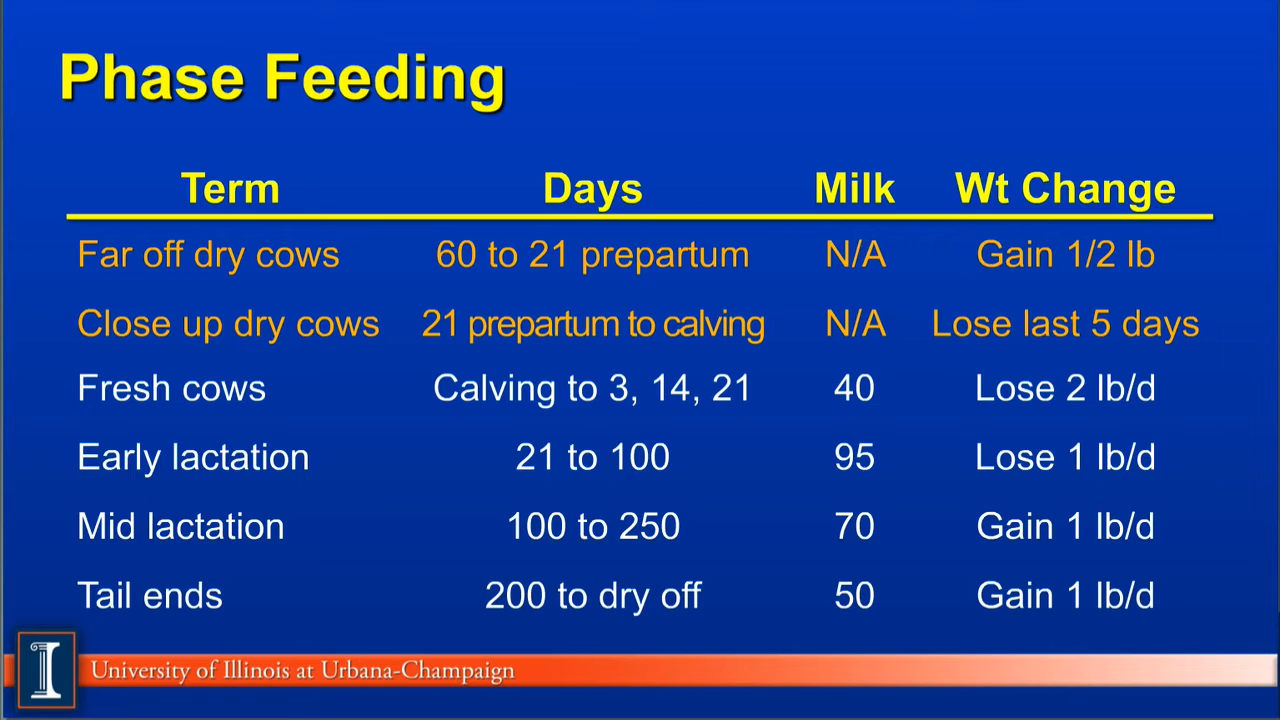 Phase Feeding
Term Days Milk Wt Change
Far off dry cows 60 to 21 prepartum N/A Gain 1/2 lb
Close up dry cows 21 prepartum to calving N/A Lose last 5 days
Fresh cows Calving to 3, 14, 21 40 Lose 2 lb/d
Early lactation 21 to 100 95 Lose 1 lb/d
Mid lactation 100 to 250 70 Gain 1 lb/d
Tail ends 200 to dry off 50 Gain 1 lb/d
I University of Illinois at Urbana-Champaign